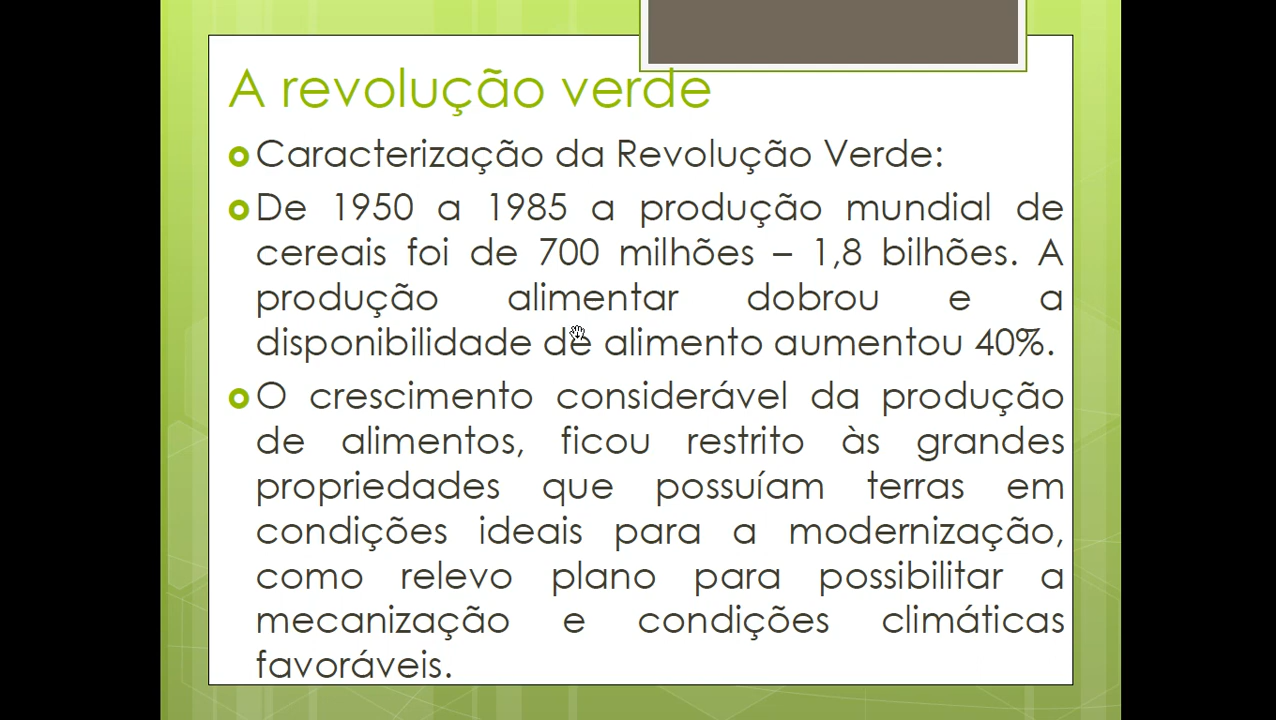 A revolução verde
Caracterização da Revolução Verde:
De 1950 a 1985 a produção mundial de
cereais foi de 700 milhões – 1,8 bilhões. A
produção alimentar dobrou e a
disponibilidade de alimento aumentou 40%.
O crescimento considerável da produção
de alimentos, ficou restrito às grandes
propriedades que possuíam terras em
condições ideais para a modernização,
como relevo plano para possibilitar a
mecanização e condições climáticas
favoráveis.